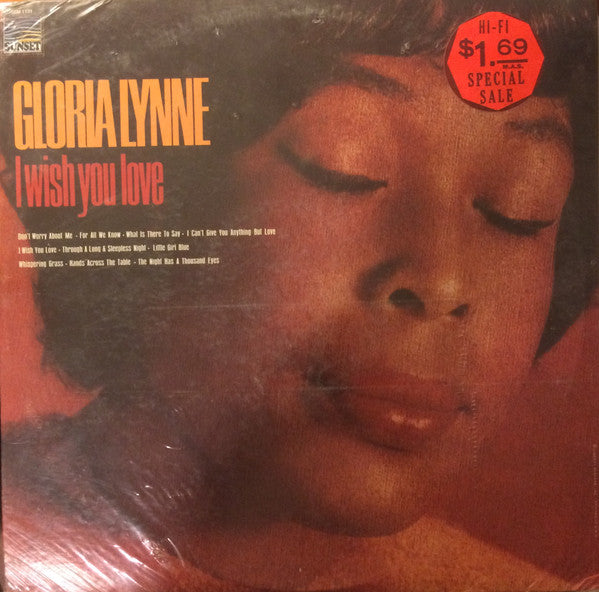 SUNSET
HI-FI
$1.69
M.A.S.
SPECIAL
SALE
GLORIA LYNNE
I wish you love
Don't Worry About Me - For All We Know - What Is There To Say - I Can't Give You Anything But Love
I Wish You Love - Through A Long & Sleepless Night - Little Girl Blue
Whispering Grass - Hands Across The Table - The Night Has A Thousand Eyes